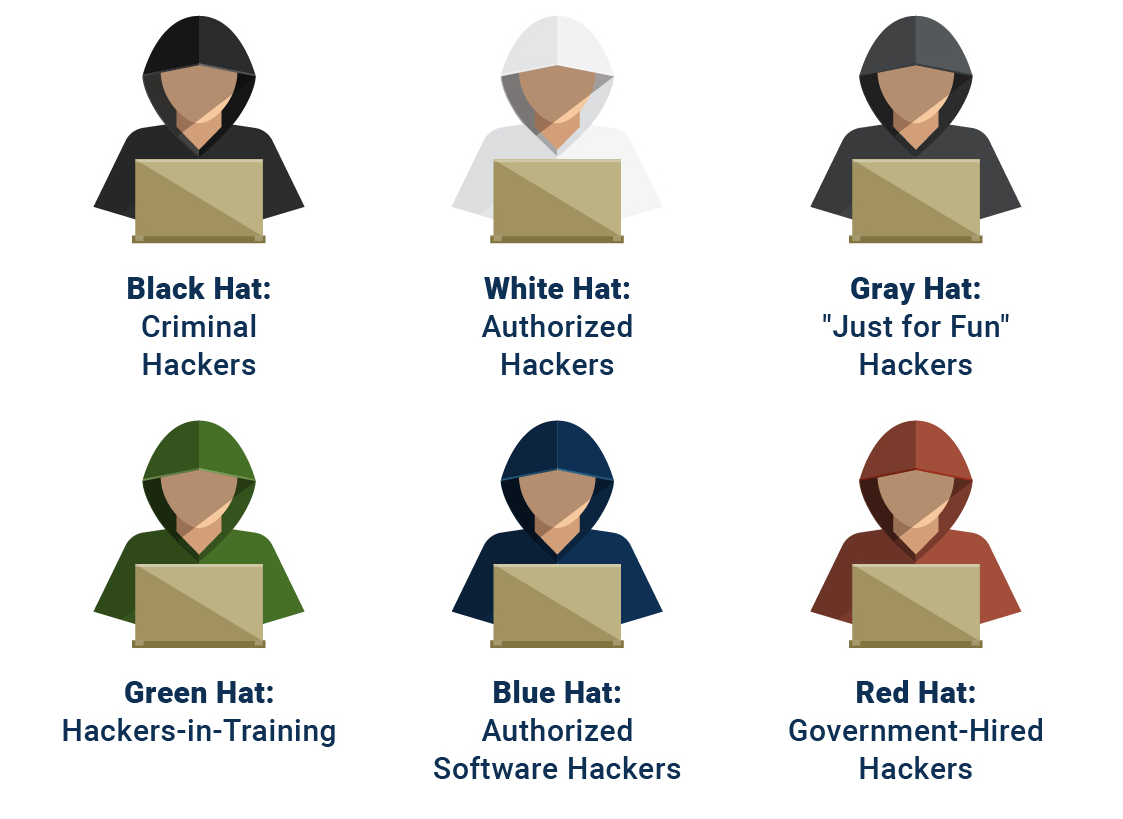 Black Hat:
Criminal
Hackers
White Hat:
Authorized
Hackers
Gray Hat:
"Just for Fun"
Hackers
Green Hat:
Hackers-in-Training
Blue Hat:
Authorized
Software Hackers
Red Hat:
Government-Hired
Hackers